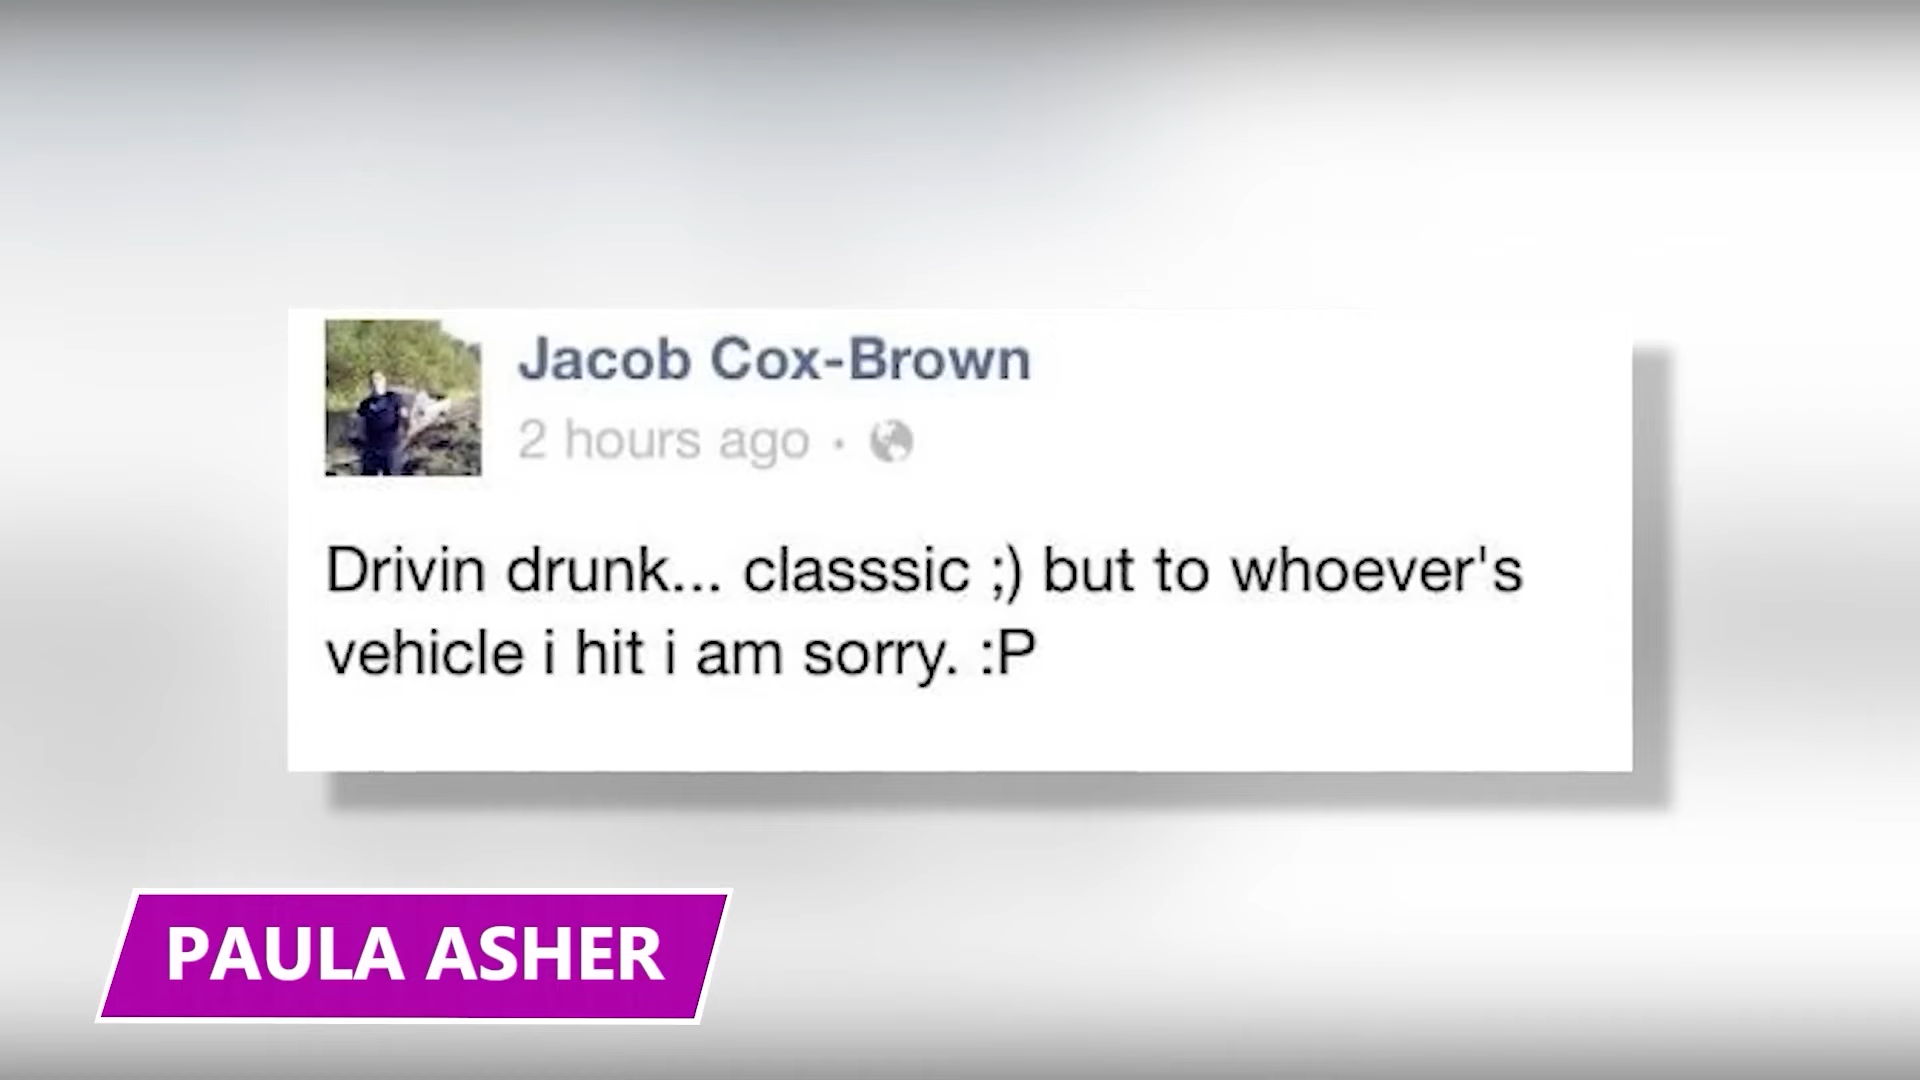 Jacob Cox-Brown
2 hours ago ·
Drivin drunk... classsic ;) but to whoever's
vehicle i hit i am sorry. :P
PAULA ASHER